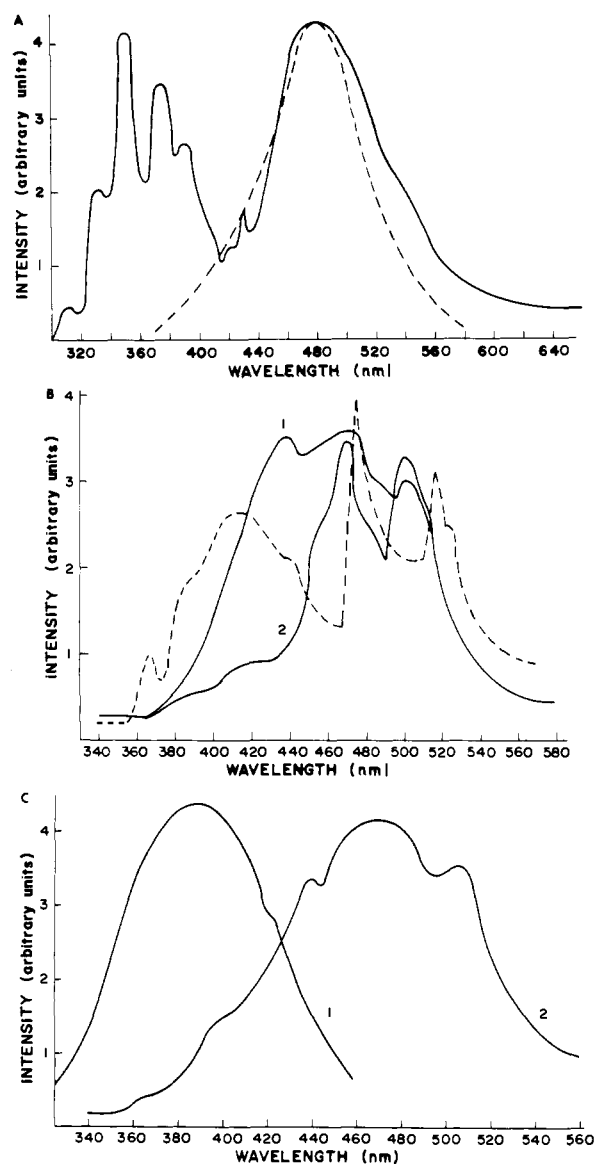 A
INTENSITY (arbitrary units)
4
3
2
1
320 360 400 440 480 520 560 600 640
WAVELENGTH (nm)
B
INTENSITY (arbitrary units)
4
3
2
1
1
2
340 360 380 400 420 440 460 480 500 520 540 560 580
WAVELENGTH (nm)
C
INTENSITY (arbitrary units)
4
3
2
1
1
2
340 360 380 400 420 440 460 480 500 520 540 560
WAVELENGTH (nm)